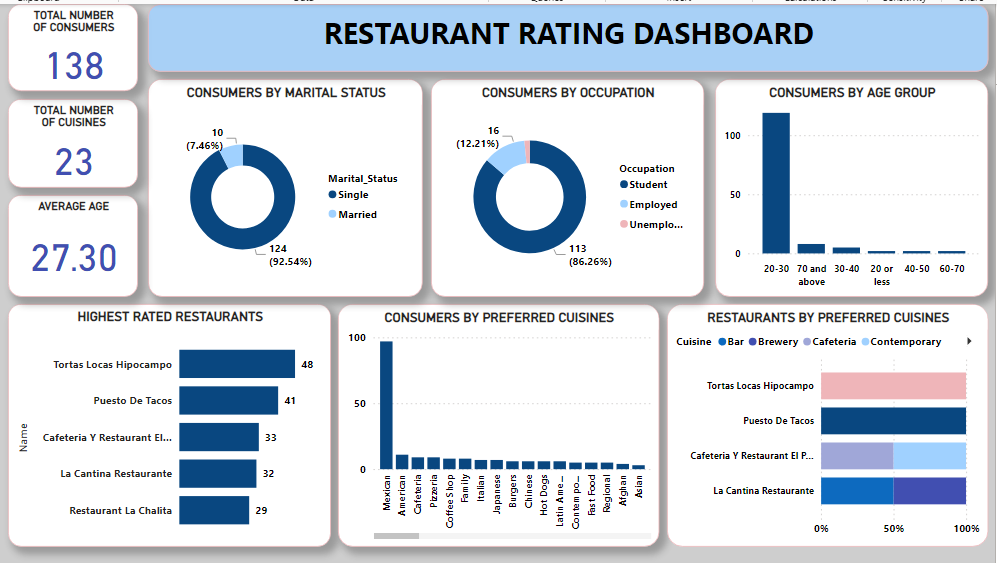 TOTAL NUMBER
OF CONSUMERS
138
TOTAL NUMBER
OF CUISINES
23
AVERAGE AGE
27.30
RESTAURANT RATING DASHBOARD
CONSUMERS BY MARITAL STATUS
10
(7.46%)
124
(92.54%)
Marital_Status
Single
Married
CONSUMERS BY OCCUPATION
16
(12.21%)
113
(86.26%)
Occupation
Student
Employed
Unemplo...
CONSUMERS BY AGE GROUP
100
50
0
20-30
70 and
above
30-40
20 or
less
40-50
60-70
HIGHEST RATED RESTAURANTS
Name
Tortas Locas Hipocampo
48
Puesto De Tacos
41
Cafeteria Y Restaurant El...
33
La Cantina Restaurante
32
Restaurant La Chalita
29
CONSUMERS BY PREFERRED CUISINES
100
50
0
Mexican
American
Cafeteria
Pizzeria
Coffee Shop
Family
Italian
Japanese
Burgers
Chinese
Hot Dogs
Latin Ame...
Contempo...
Fast Food
Regional
Afghan
Asian
RESTAURANTS BY PREFERRED CUISINES
Cuisine Bar Brewery Cafeteria Contemporary
Tortas Locas Hipocampo
Puesto De Tacos
Cafeteria Y Restaurant El P...
La Cantina Restaurante
0% 50% 100%